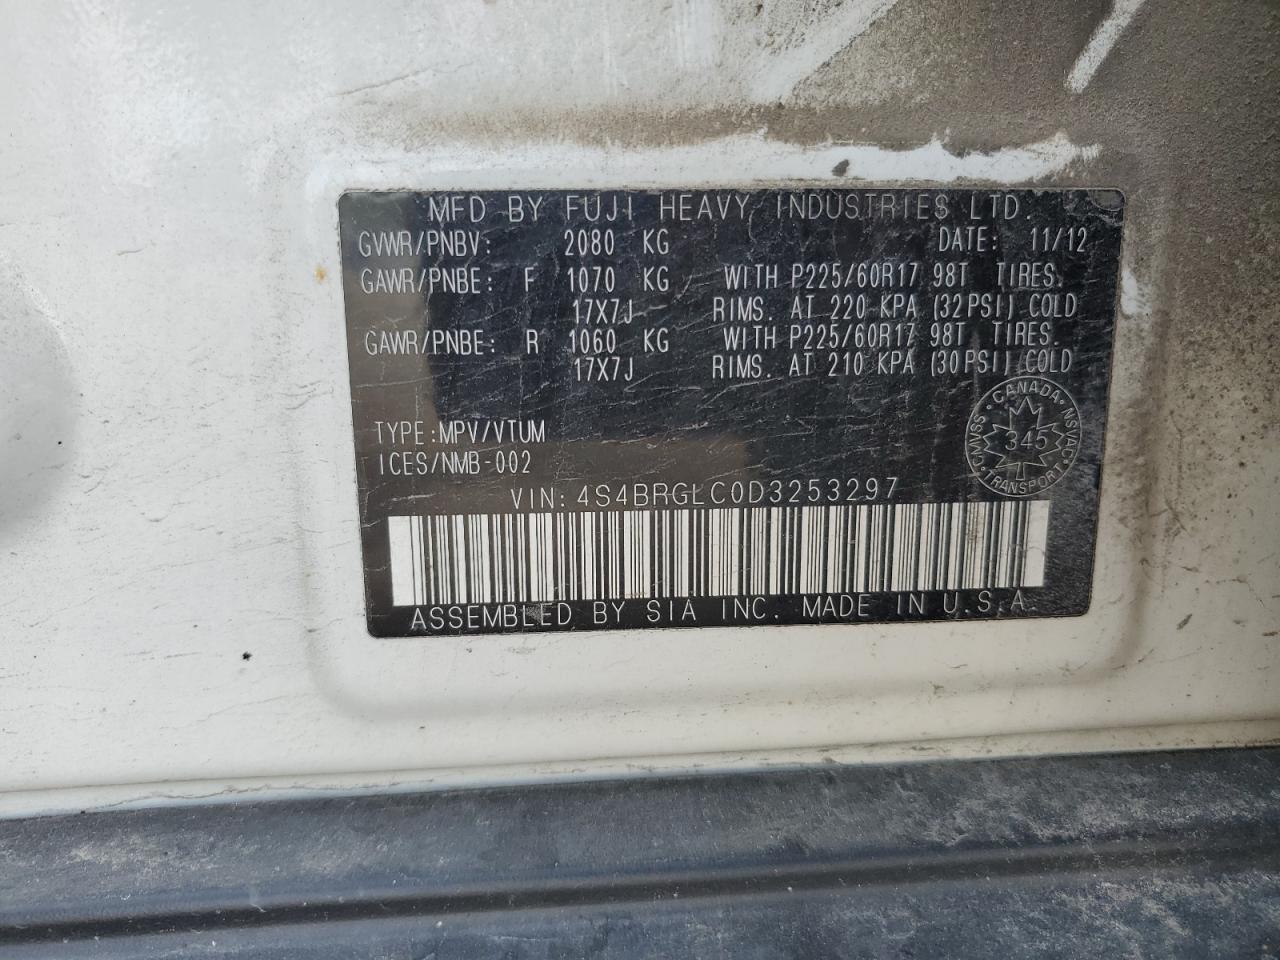 MFD BY FUJI HEAVY INDUSTRIES LTD.
GVWR/PNBV: 2080 KG DATE: 11/12
GAWR/PNBE: F 1070 KG WITH P225/60R17 98T TIRES.
17X7J RIMS. AT 220 KPA (32PSI) COLD
GAWR/PNBE: R 1060 KG WITH P225/60R17 98T TIRES.
17X7J RIMS. AT 210 KPA (30PSI) COLD
CANADA
CMVSS 345 NSVAC
TRANSPORT
TYPE:MPV/VTUM
ICES/NMB-002
VIN: 4S4BRGLC0D3253297
ASSEMBLED BY SIA INC. MADE IN U.S.A.